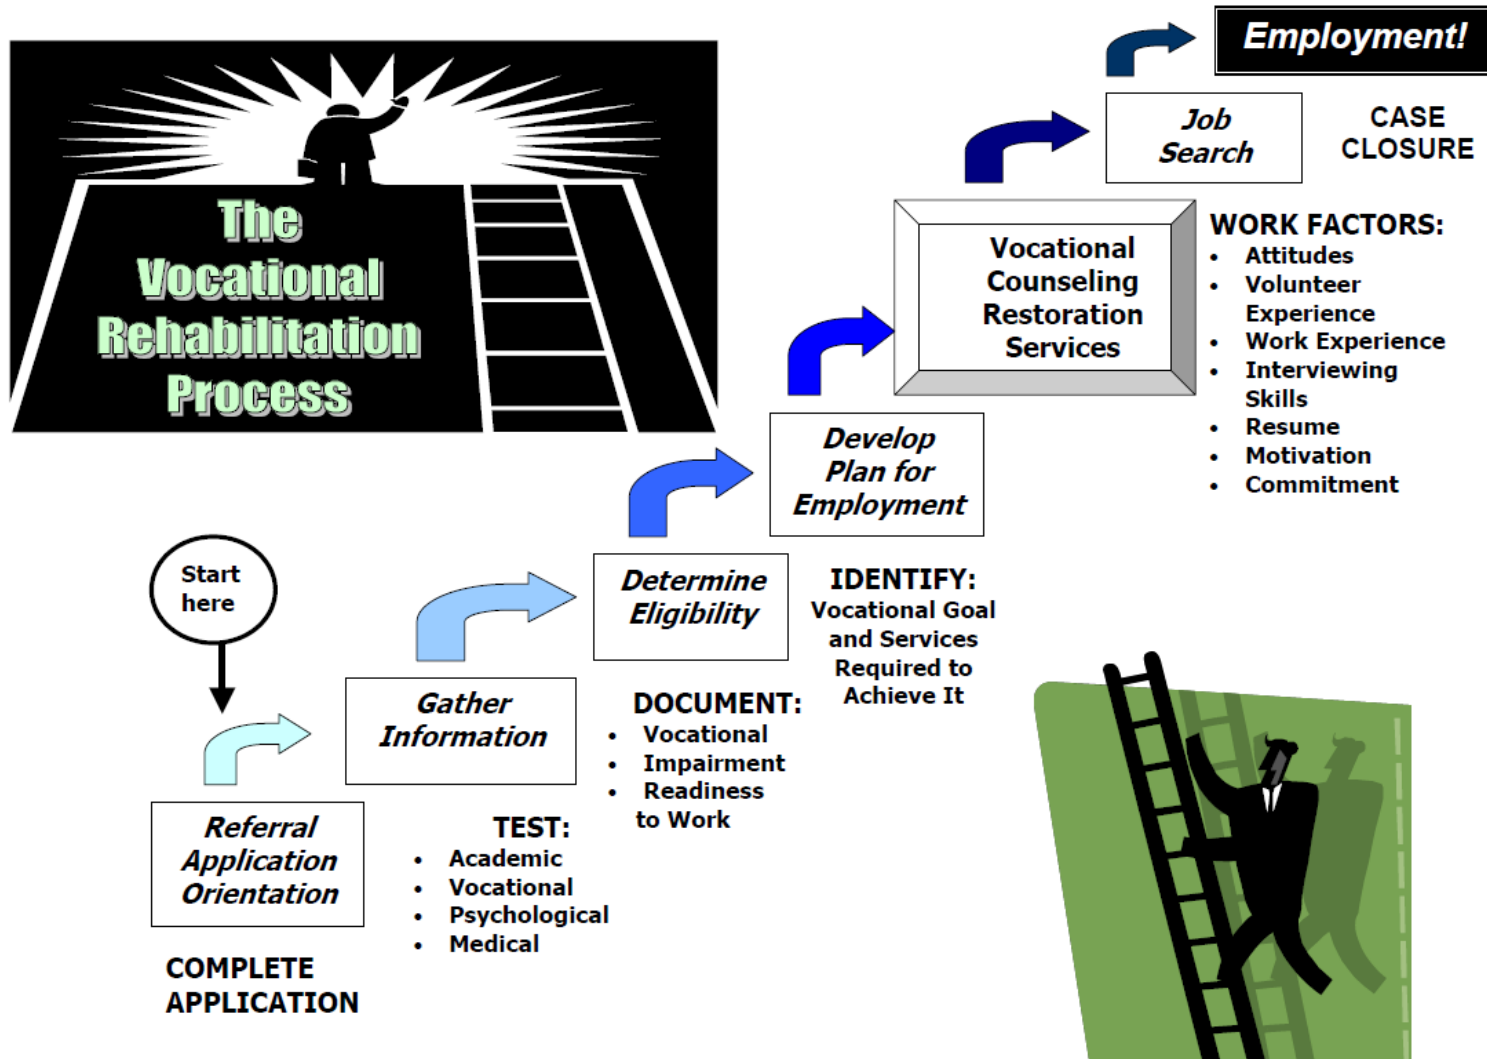 The
Vocational
Rehabilitation
Process
Start
here
Referral
Application
Orientation
COMPLETE
APPLICATION
Gather
Information
TEST:
• Academic
• Vocational
• Psychological
• Medical
Determine
Eligibility
DOCUMENT:
• Vocational
• Impairment
• Readiness
to Work
Develop
Plan for
Employment
IDENTIFY:
Vocational Goal
and Services
Required to
Achieve It
Vocational
Counseling
Restoration
Services
WORK FACTORS:
• Attitudes
• Volunteer
Experience
• Work Experience
• Interviewing
Skills
• Resume
• Motivation
• Commitment
Job
Search
Employment!
CASE
CLOSURE